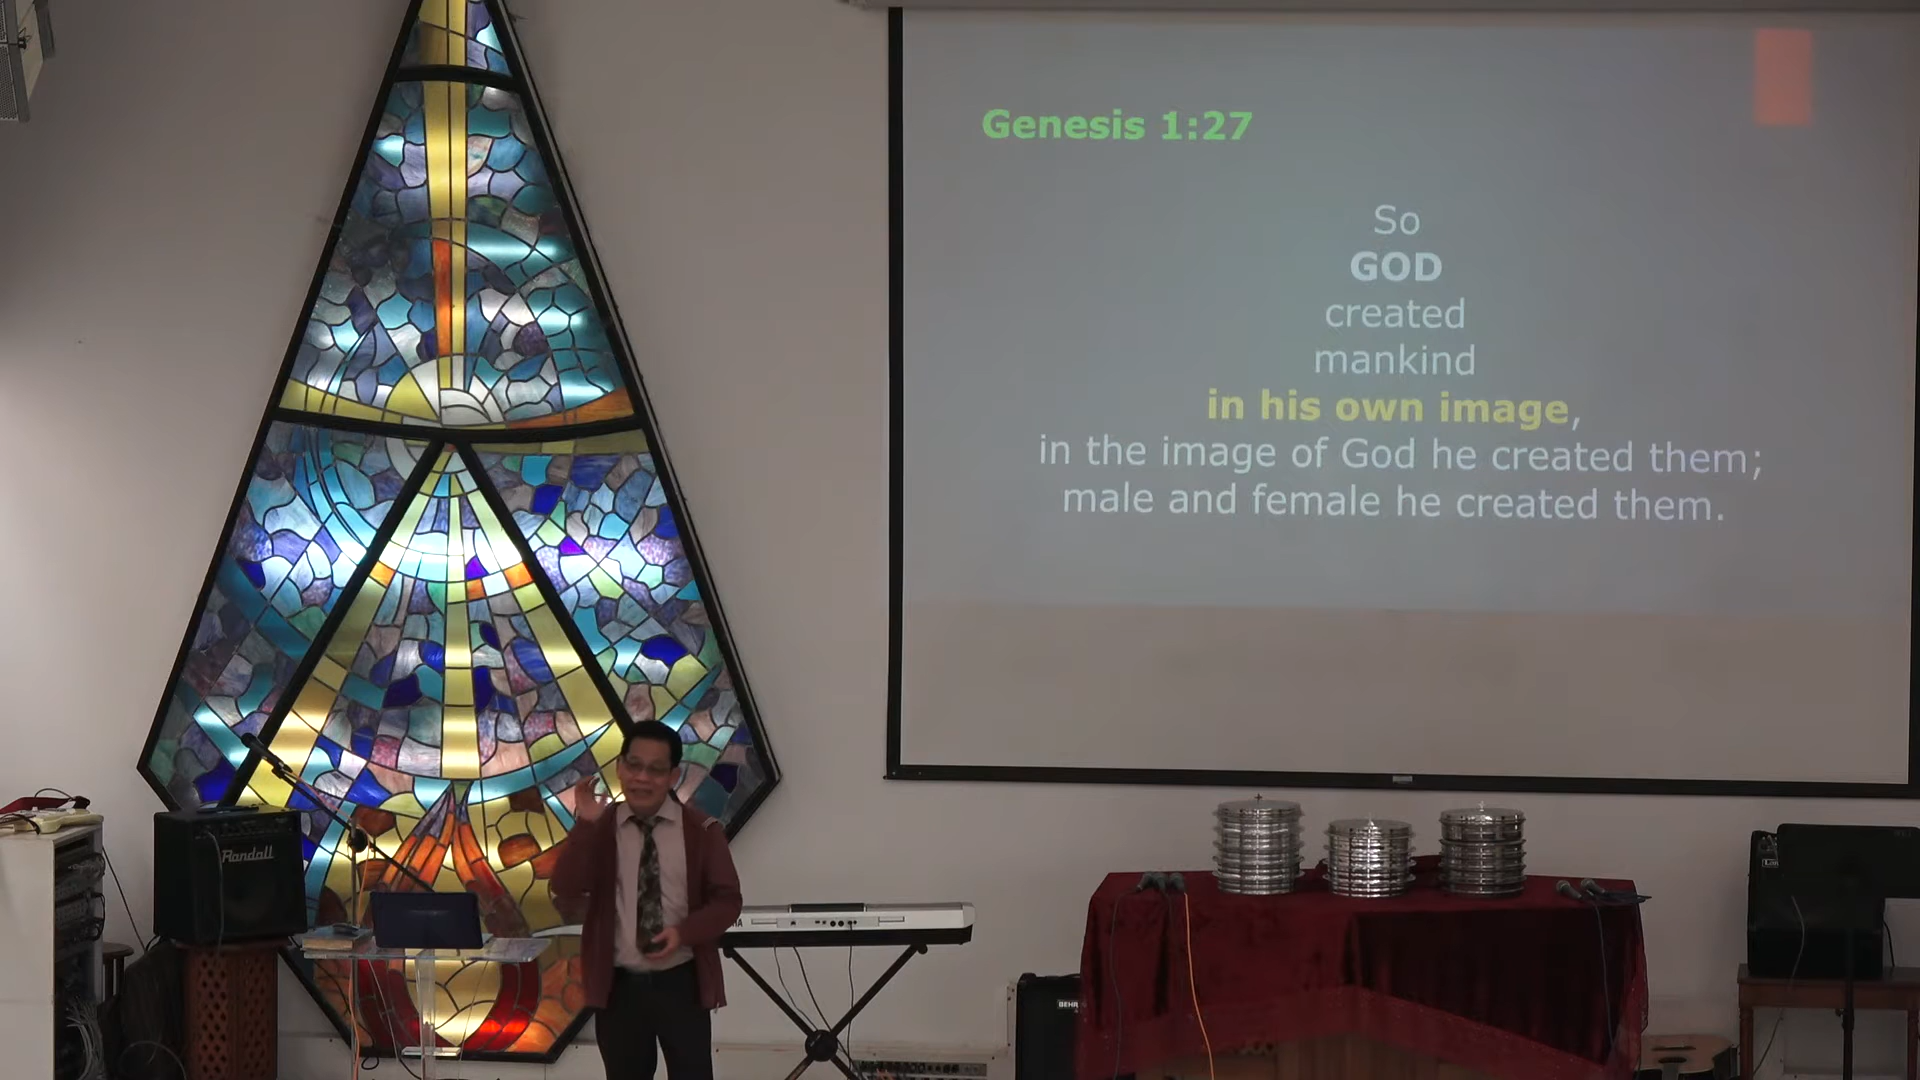 Genesis 1:27
So
GOD
created
mankind
in his own image,
in the image of God he created them;
male and female he created them.
Randall
BEHR